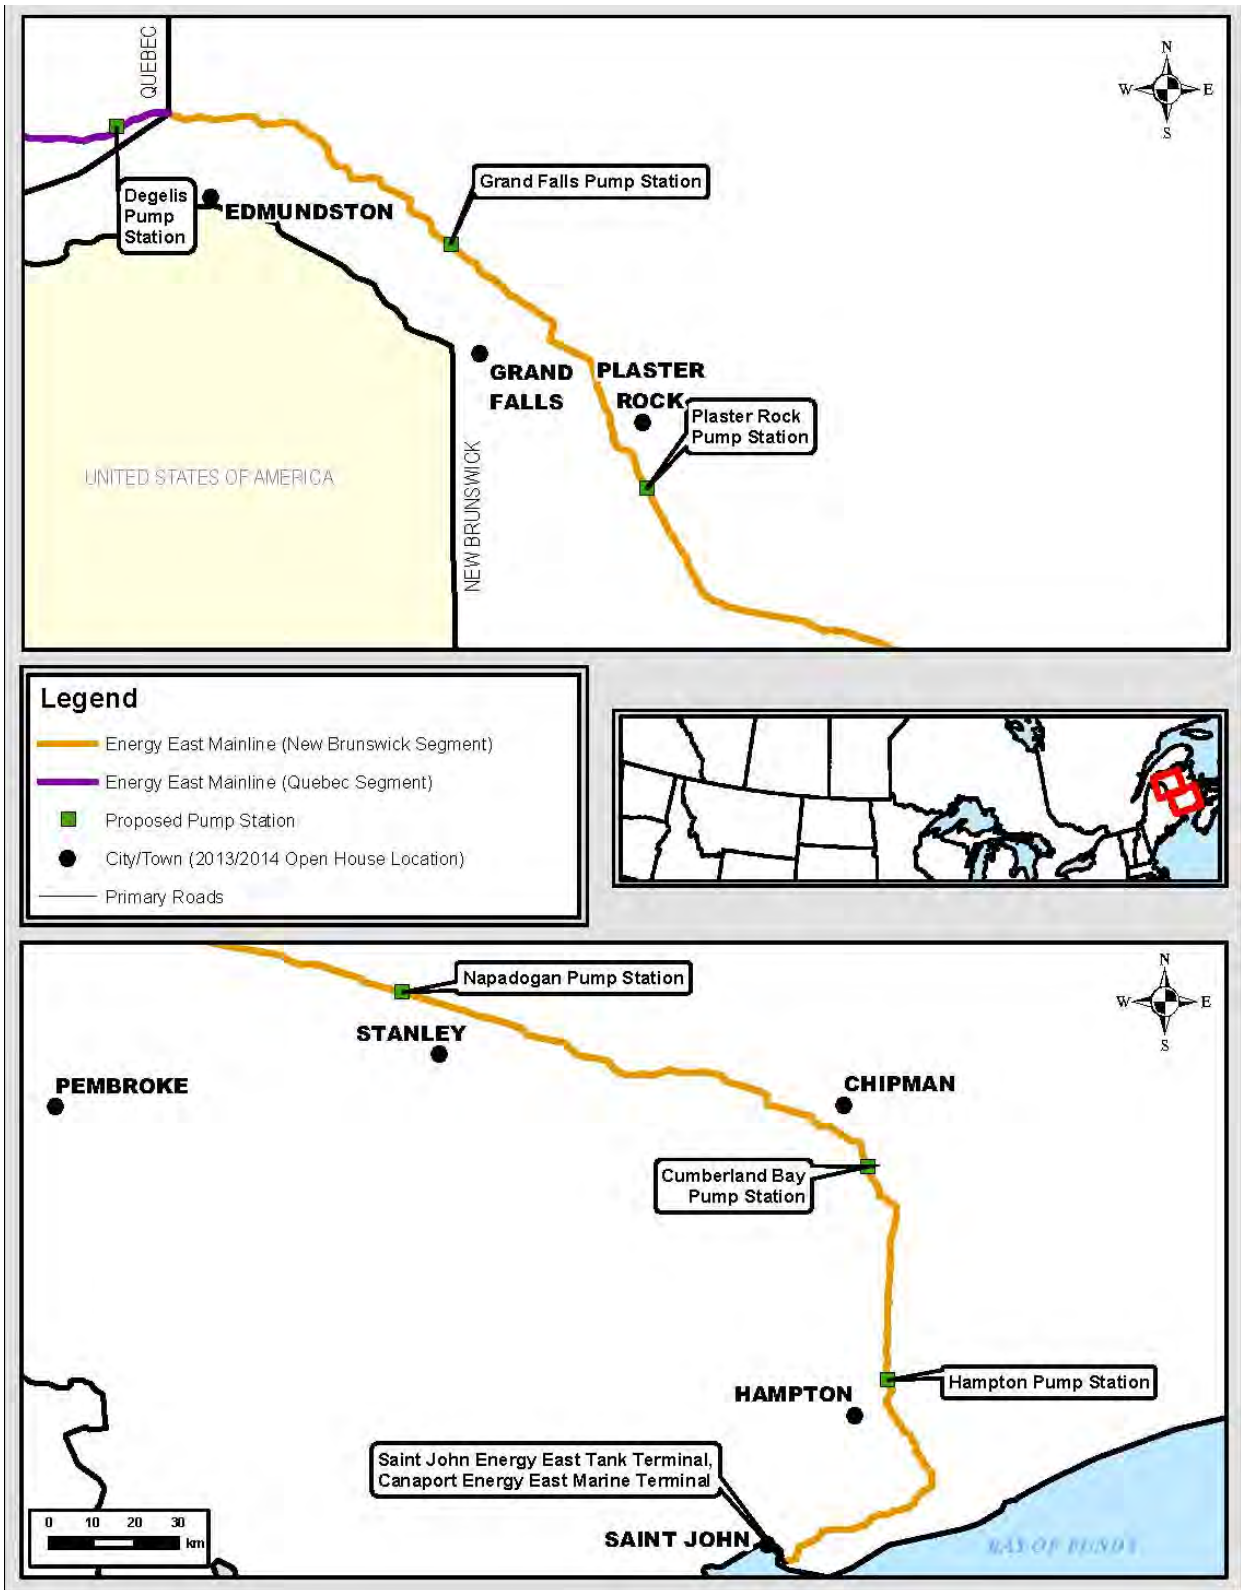 QUEBEC
N
W E
S
Grand Falls Pump Station
Degelis
Pump
Station
EDMUNDSTON
GRAND
FALLS
PLASTER
ROCK
Plaster Rock
Pump Station
UNITED STATES OF AMERICA
NEW BRUNSWICK
Legend
Energy East Mainline (New Brunswick Segment)
Energy East Mainline (Quebec Segment)
Proposed Pump Station
City/Town (2013/2014 Open House Location)
Primary Roads
Napadogan Pump Station
N
W E
S
STANLEY
PEMBROKE
CHIPMAN
Cumberland Bay
Pump Station
HAMPTON
Hampton Pump Station
Saint John Energy East Tank Terminal,
Canaport Energy East Marine Terminal
SAINT JOHN
BAY OF FUNDY
0 10 20 30
km